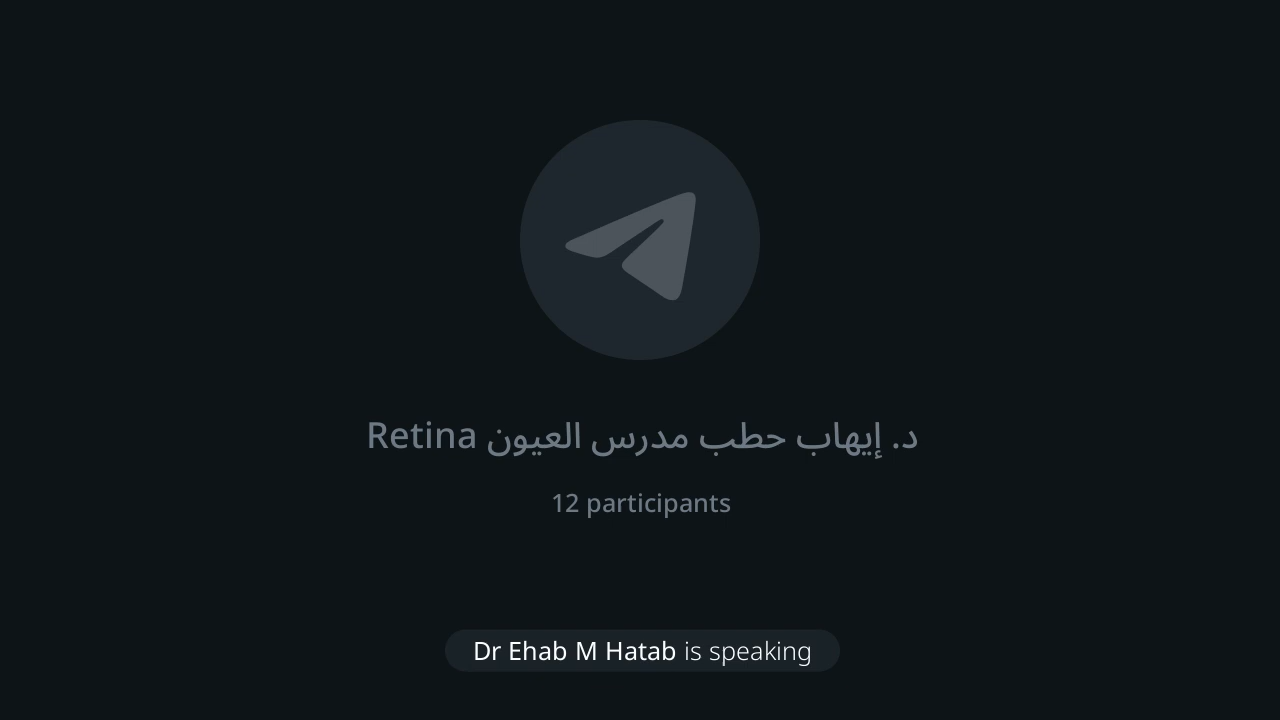 د. إيهاب حطب مدرس العيون Retina
12 participants
Dr Ehab M Hatab is speaking